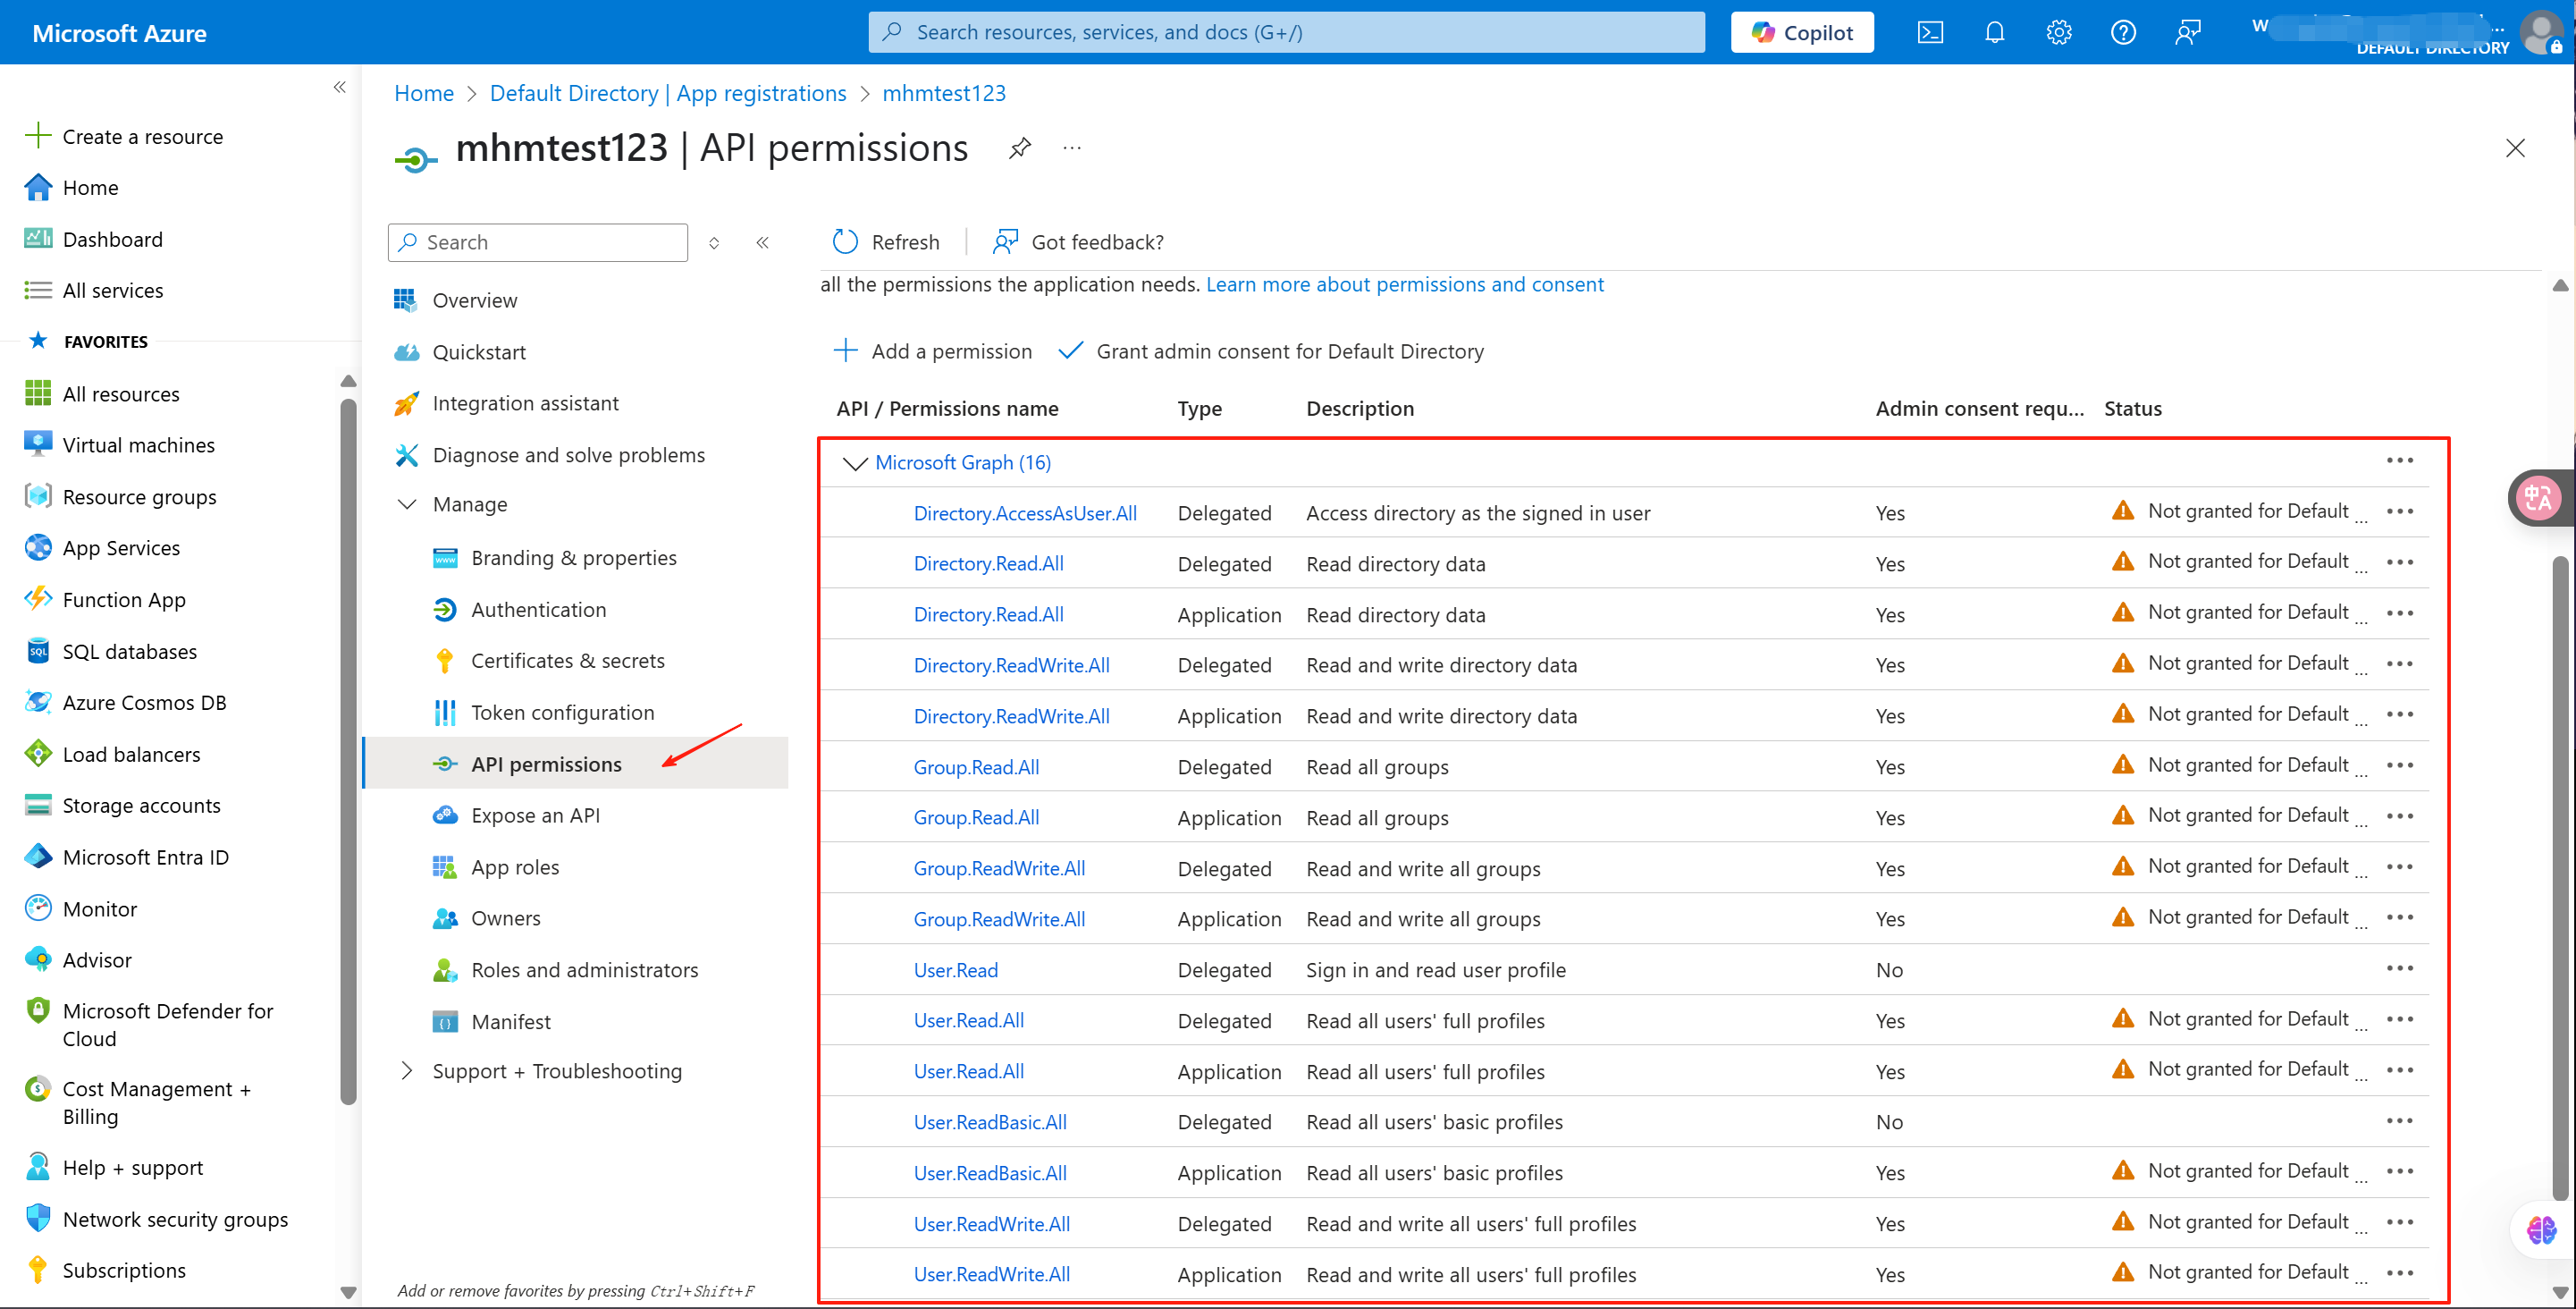 Microsoft Azure
Search resources, services, and docs (G+/)
Copilot
W
...
DEFAULT DIRECTORY
Create a resource
Home
Dashboard
All services
FAVORITES
All resources
Virtual machines
Resource groups
App Services
Function App
SQL databases
Azure Cosmos DB
Load balancers
Storage accounts
Microsoft Entra ID
Monitor
Advisor
Microsoft Defender for
Cloud
Cost Management +
Billing
Help + support
Network security groups
Subscriptions
Home > Default Directory | App registrations > mhmtest123
mhmtest123 | API permissions
Search
Overview
Quickstart
Integration assistant
Diagnose and solve problems
Manage
Branding & properties
Authentication
Certificates & secrets
Token configuration
API permissions
Expose an API
App roles
Owners
Roles and administrators
Manifest
Support + Troubleshooting
Add or remove favorites by pressing Ctrl+Shift+F
Refresh | Got feedback?
all the permissions the application needs. Learn more about permissions and consent
Add a permission Grant admin consent for Default Directory
API / Permissions name Type Description Admin consent requ... Status
Microsoft Graph (16)
Directory.AccessAsUser.All Delegated Access directory as the signed in user Yes Not granted for Default ...
Directory.Read.All Delegated Read directory data Yes Not granted for Default ...
Directory.Read.All Application Read directory data Yes Not granted for Default ...
Directory.ReadWrite.All Delegated Read and write directory data Yes Not granted for Default ...
Directory.ReadWrite.All Application Read and write directory data Yes Not granted for Default ...
Group.Read.All Delegated Read all groups Yes Not granted for Default ...
Group.Read.All Application Read all groups Yes Not granted for Default ...
Group.ReadWrite.All Delegated Read and write all groups Yes Not granted for Default ...
Group.ReadWrite.All Application Read and write all groups Yes Not granted for Default ...
User.Read Delegated Sign in and read user profile No
User.Read.All Delegated Read all users' full profiles Yes Not granted for Default ...
User.Read.All Application Read all users' full profiles Yes Not granted for Default ...
User.ReadBasic.All Delegated Read all users' basic profiles No
User.ReadBasic.All Application Read all users' basic profiles Yes Not granted for Default ...
User.ReadWrite.All Delegated Read and write all users' full profiles Yes Not granted for Default ...
User.ReadWrite.All Application Read and write all users' full profiles Yes Not granted for Default ...